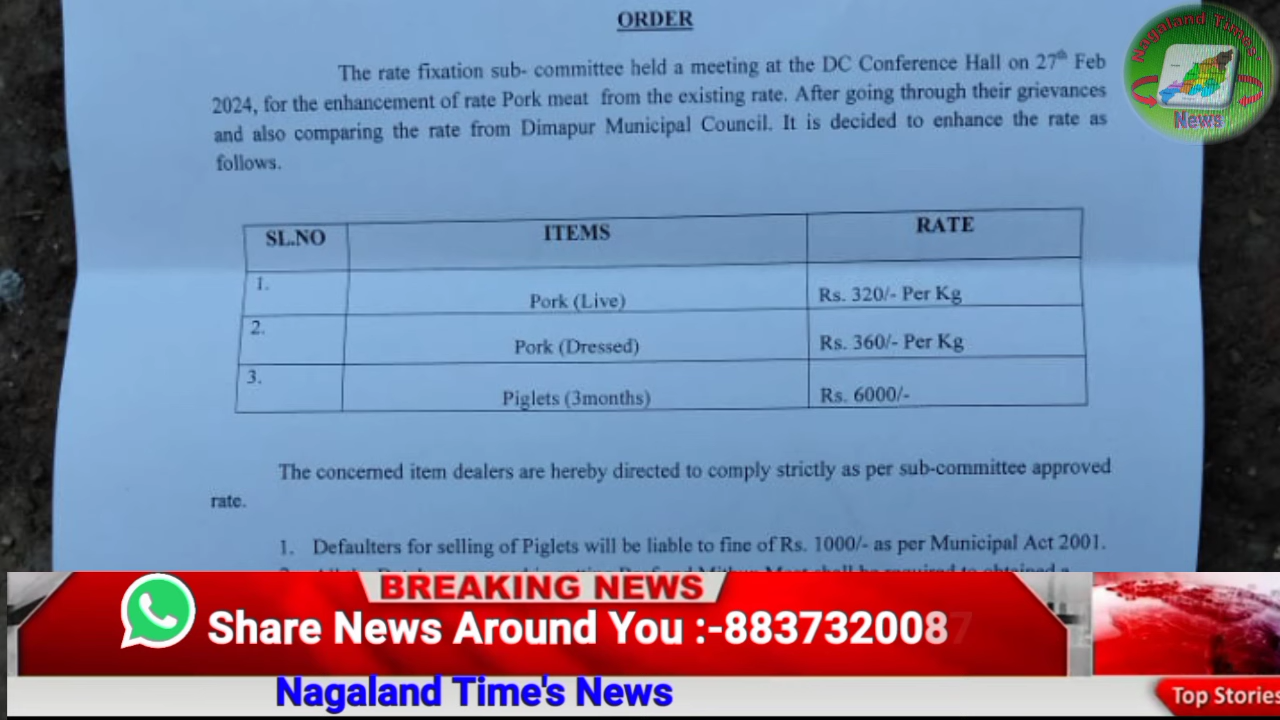 ORDER
The rate fixation sub- committee held a meeting at the DC Conference Hall on 27th Feb
2024, for the enhancement of rate Pork meat from the existing rate. After going through their grievances
and also comparing the rate from Dimapur Municipal Council. It is decided to enhance the rate as
follows.
SL.NO ITEMS RATE
1. Pork (Live) Rs. 320/- Per Kg
2. Pork (Dressed) Rs. 360/- Per Kg
3. Piglets (3months) Rs. 6000/-
The concerned item dealers are hereby directed to comply strictly as per sub-committee approved
rate.
1. Defaulters for selling of Piglets will be liable to fine of Rs. 1000/- as per Municipal Act 2001.
Nagaland Times
News
BREAKING NEWS
Share News Around You :-8837320087
Nagaland Time's News
Top Stories